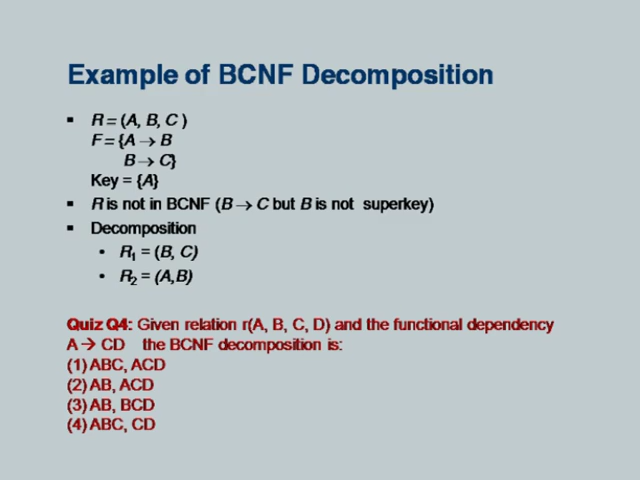 Example of BCNF Decomposition
▪ R = (A, B, C )
F = {A → B
B → C}
Key = {A}
▪ R is not in BCNF (B → C but B is not superkey)
▪ Decomposition
• R₁ = (B, C)
• R₂ = (A,B)
Quiz Q4: Given relation r(A, B, C, D) and the functional dependency
A → CD the BCNF decomposition is:
(1) ABC, ACD
(2) AB, ACD
(3) AB, BCD
(4) ABC, CD